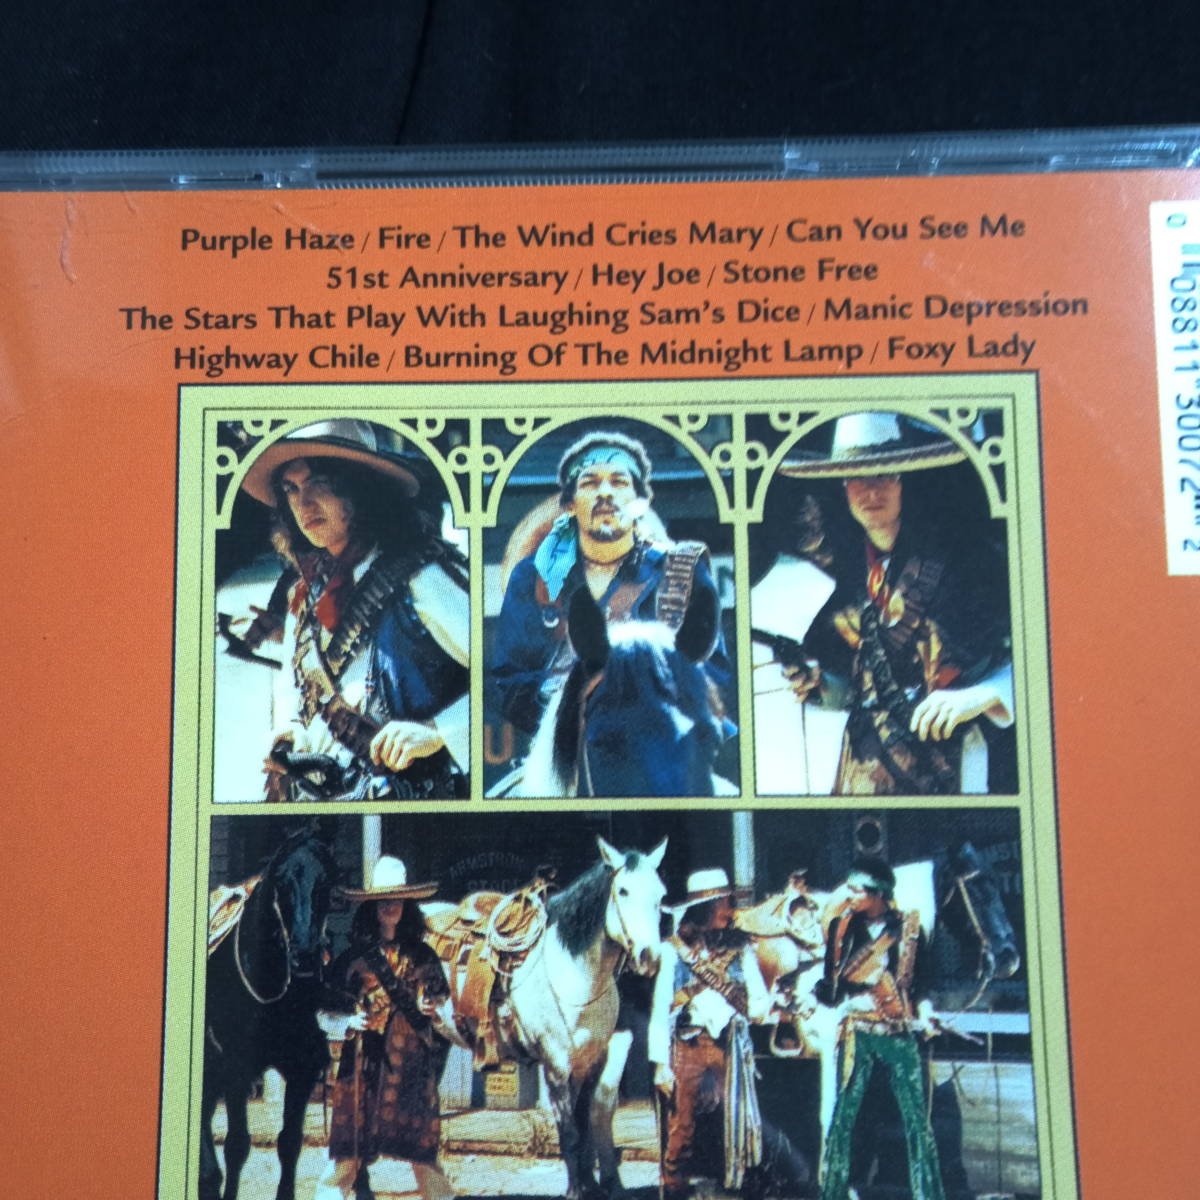 Purple Haze / Fire / The Wind Cries Mary / Can You See Me
51st Anniversary / Hey Joe / Stone Free
The Stars That Play With Laughing Sam's Dice / Manic Depression
Highway Chile / Burning Of The Midnight Lamp / Foxy Lady